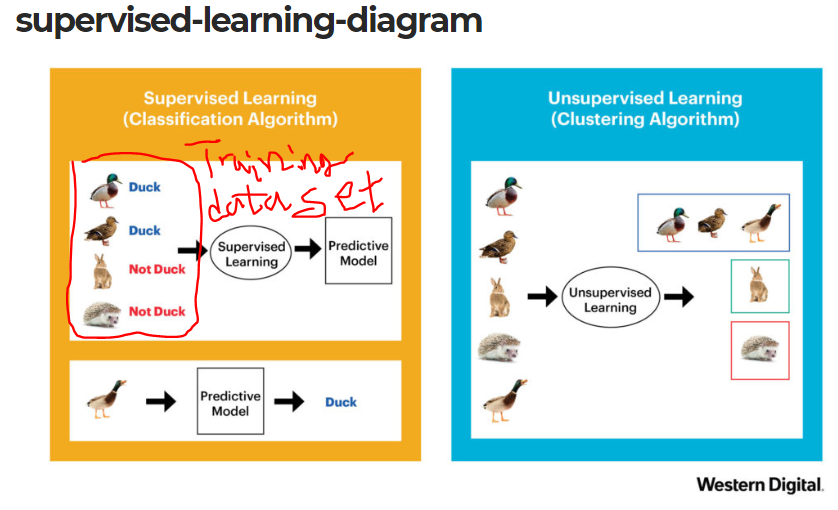 supervised-learning-diagram
Supervised Learning
(Classification Algorithm)
Training
data set
Duck
Duck
Not Duck
Not Duck
Supervised
Learning
Predictive
Model
Predictive
Model
Duck
Unsupervised Learning
(Clustering Algorithm)
Unsupervised
Learning
Western Digital.